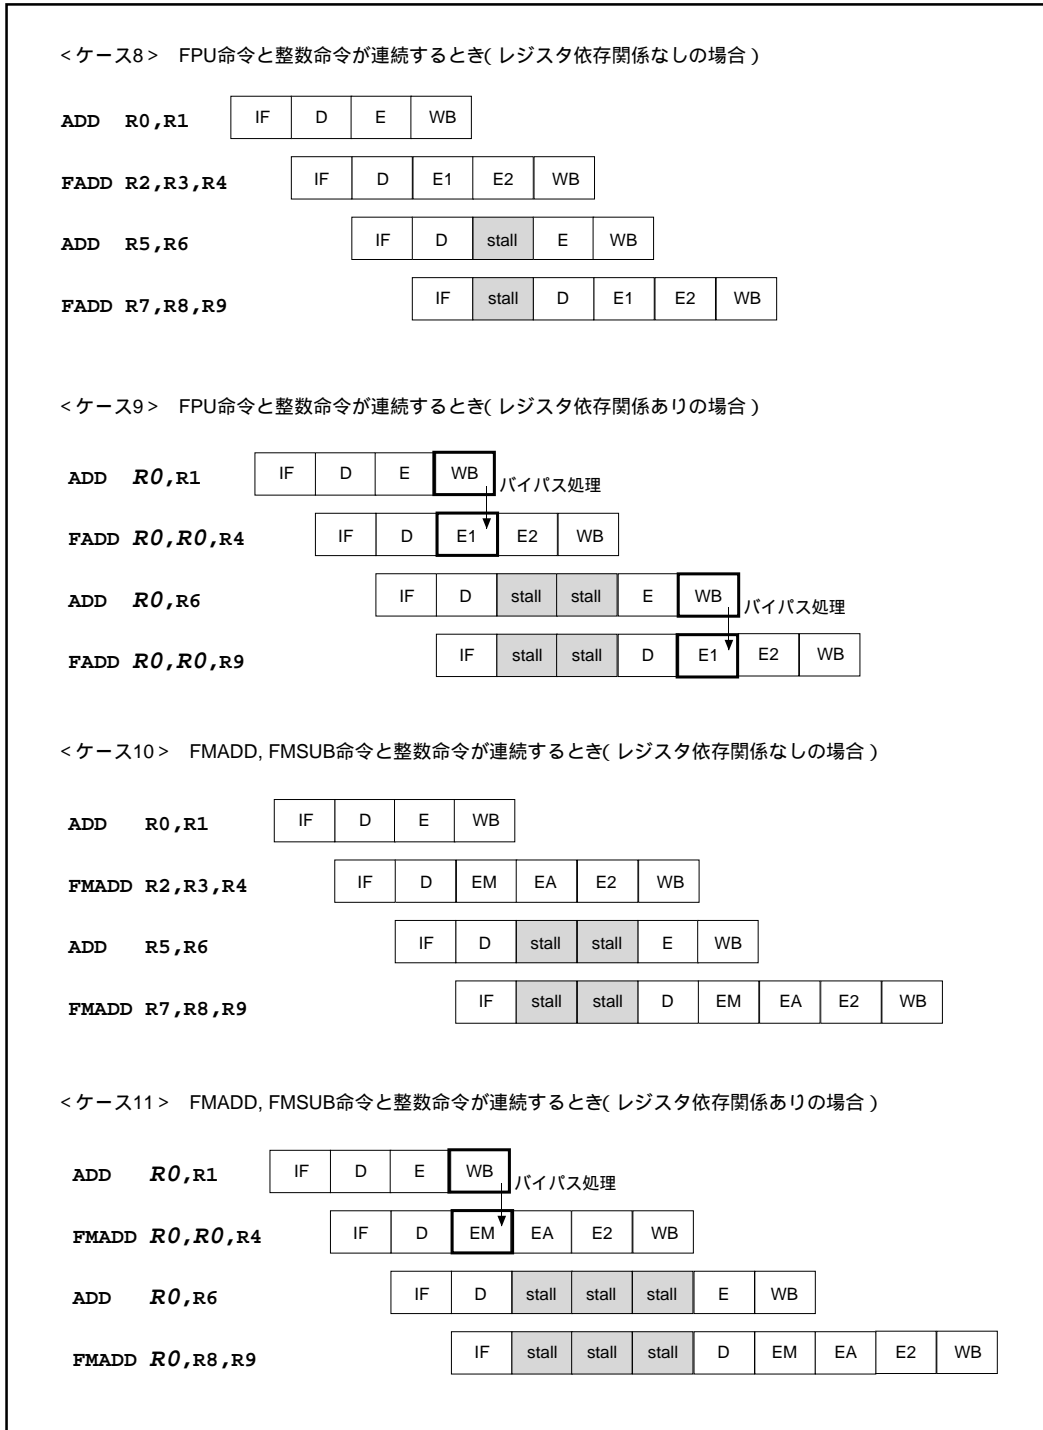 <ケース8> FPU命令と整数命令が連続するとき(レジスタ依存関係なしの場合)
ADD R0,R1 IF D E WB
FADD R2,R3,R4 IF D E1 E2 WB
ADD R5,R6 IF D stall E WB
FADD R7,R8,R9 IF stall D E1 E2 WB
<ケース9> FPU命令と整数命令が連続するとき(レジスタ依存関係ありの場合)
ADD R0,R1 IF D E WB バイパス処理
FADD R0,R0,R4 IF D E1 E2 WB
ADD R0,R6 IF D stall stall E WB バイパス処理
FADD R0,R0,R9 IF stall stall D E1 E2 WB
<ケース10> FMADD, FMSUB命令と整数命令が連続するとき(レジスタ依存関係なしの場合)
ADD R0,R1 IF D E WB
FMADD R2,R3,R4 IF D EM EA E2 WB
ADD R5,R6 IF D stall stall E WB
FMADD R7,R8,R9 IF stall stall D EM EA E2 WB
<ケース11> FMADD, FMSUB命令と整数命令が連続するとき(レジスタ依存関係ありの場合)
ADD R0,R1 IF D E WB バイパス処理
FMADD R0,R0,R4 IF D EM EA E2 WB
ADD R0,R6 IF D stall stall stall E WB
FMADD R0,R8,R9 IF stall stall stall D EM EA E2 WB